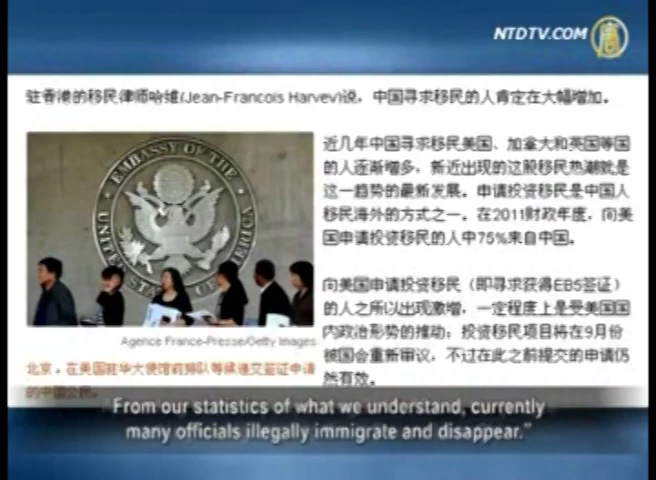 NTDTV.COM
驻香港的移民律师哈维(Jean-Francois Harvev)说，中国寻求移民的人肯定在大幅增加。
EMBASSY OF THE
UNITED STATES OF AMERICA
近几年中国寻求移民美国、加拿大和英国等国
的人逐渐增多，新近出现的这股移民热潮就是
这一趋势的最新发展。申请投资移民是中国人
移民海外的方式之一。在2011财政年度，向美
国申请投资移民的人中75%来自中国。
向美国申请投资移民（即寻求获得EB5签证）
的人之所以出现激增，一定程度上是受美国国
内政治形势的推动：投资移民项目将在9月份
被国会重新审议，不过在此之前提交的申请仍
然有效。
Agence France-Presse/Getty Images
北京，在美国驻华大使馆前排队等候递交签证申请
的中国公民。
"From our statistics of what we understand, currently
many officials illegally immigrate and disappear."